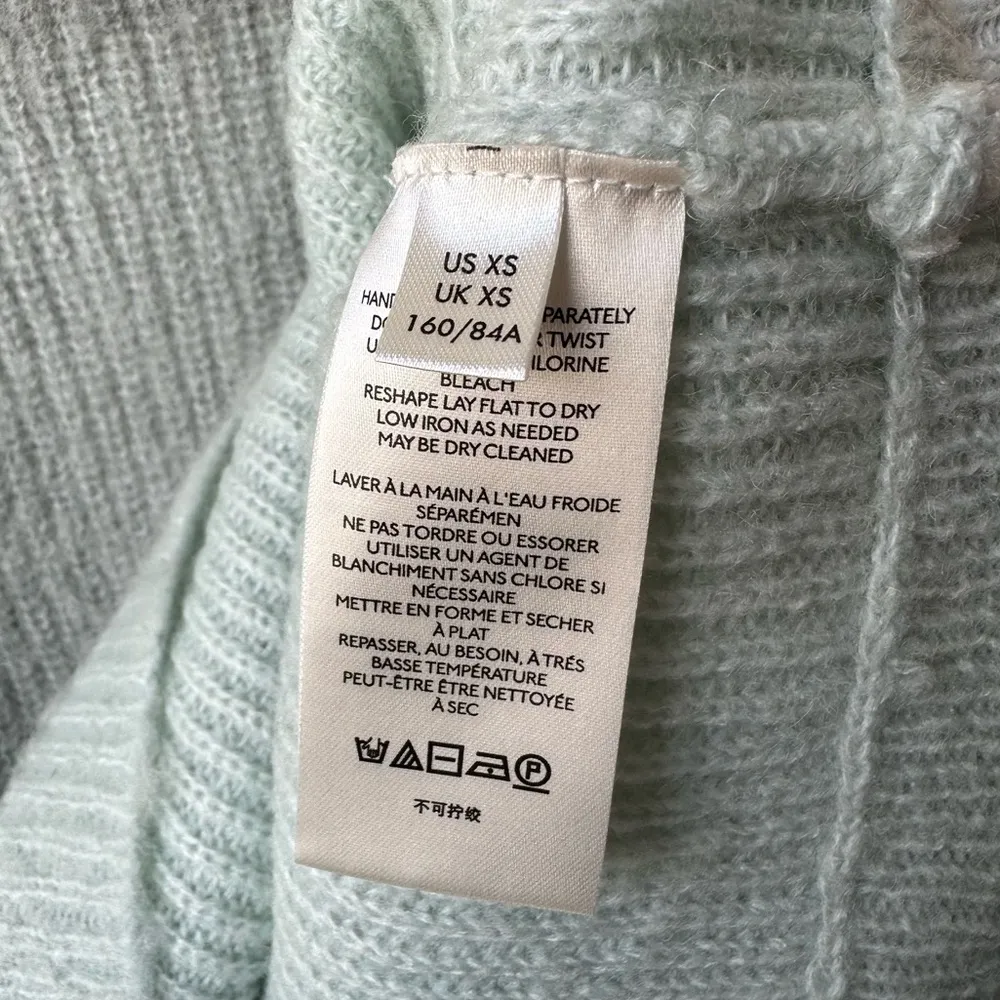 US XS
UK XS
160/84A
HAND PARATELY
TWIST
ILORINE
BLEACH
RESHAPE LAY FLAT TO DRY
LOW IRON AS NEEDED
MAY BE DRY CLEANED
LAVER À LA MAIN À L'EAU FROIDE
SÉPARÉMEN
NE PAS TORDRE OU ESSORER
UTILISER UN AGENT DE
BLANCHIMENT SANS CHLORE SI
NÉCESSAIRE
METTRE EN FORME ET SECHER
À PLAT
REPASSER, AU BESOIN, À TRÉS
BASSE TEMPÉRATURE
PEUT-ÊTRE ÊTRE NETTOYÉE
À SEC
P
不可拧绞